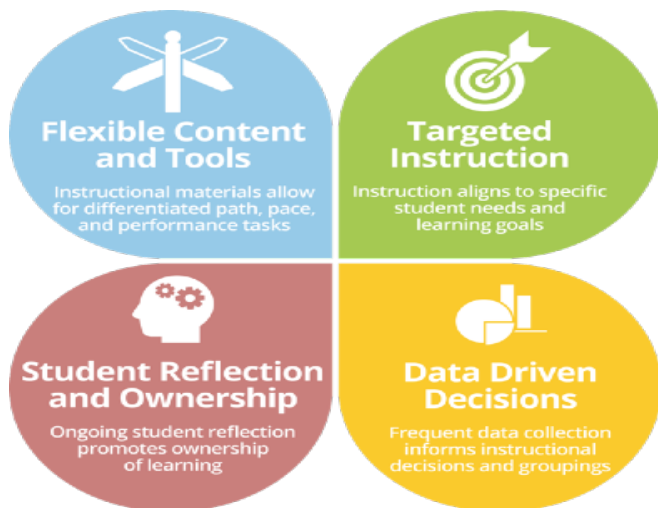 Flexible Content
and Tools
Instructional materials allow
for differentiated path, pace,
and performance tasks
Targeted
Instruction
Instruction aligns to specific
student needs and
learning goals
Student Reflection
and Ownership
Ongoing student reflection
promotes ownership
of learning
Data Driven
Decisions
Frequent data collection
informs instructional
decisions and groupings